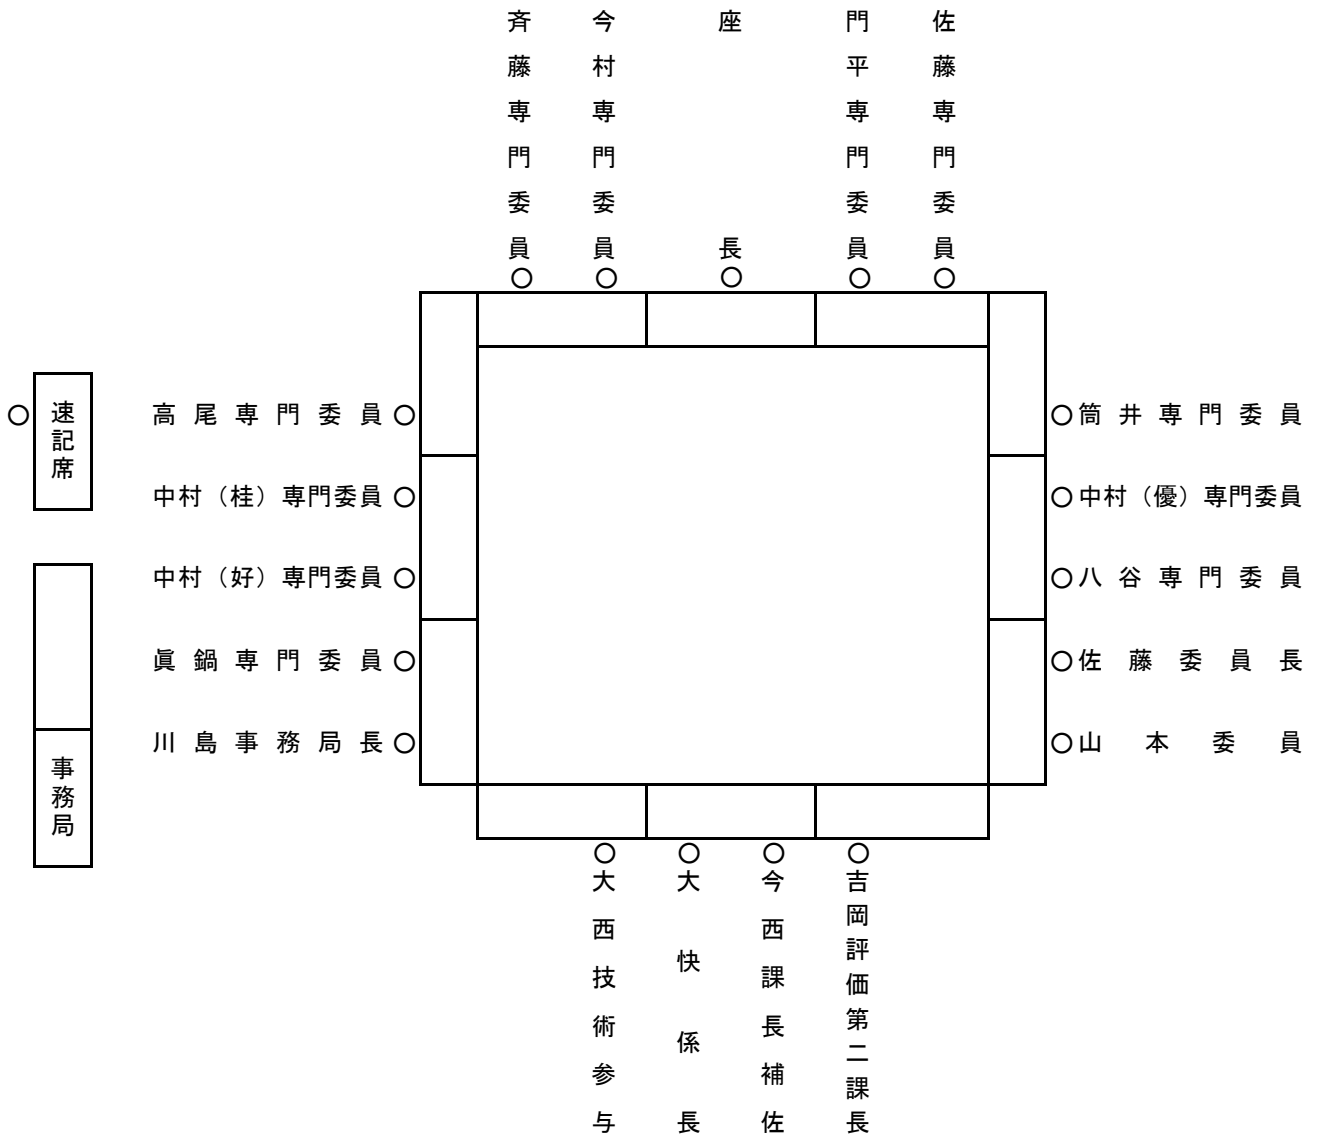 斉藤専門委員
今村専門委員
座長
門平専門委員
佐藤専門委員
速記席
高尾専門委員
中村（桂）専門委員
中村（好）専門委員
眞鍋専門委員
川島事務局長
筒井専門委員
中村（優）専門委員
八谷専門委員
佐藤委員長
山本委員
事務局
大西技術参与
大快係長
今西課長補佐
吉岡評価第二課長